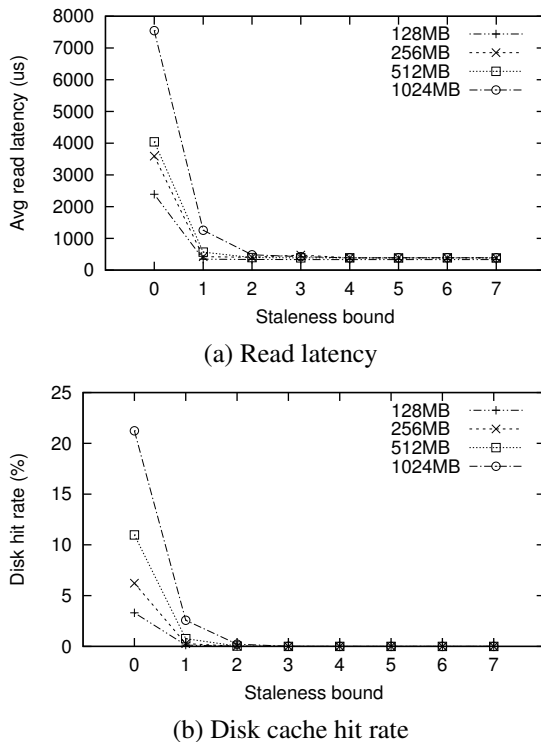 8000
7000
6000
5000
4000
3000
2000
1000
0
Avg read latency (us)
128MB
256MB
512MB
1024MB
0 1 2 3 4 5 6 7
Staleness bound
(a) Read latency
25
20
15
10
5
0
Disk hit rate (%)
128MB
256MB
512MB
1024MB
0 1 2 3 4 5 6 7
Staleness bound
(b) Disk cache hit rate